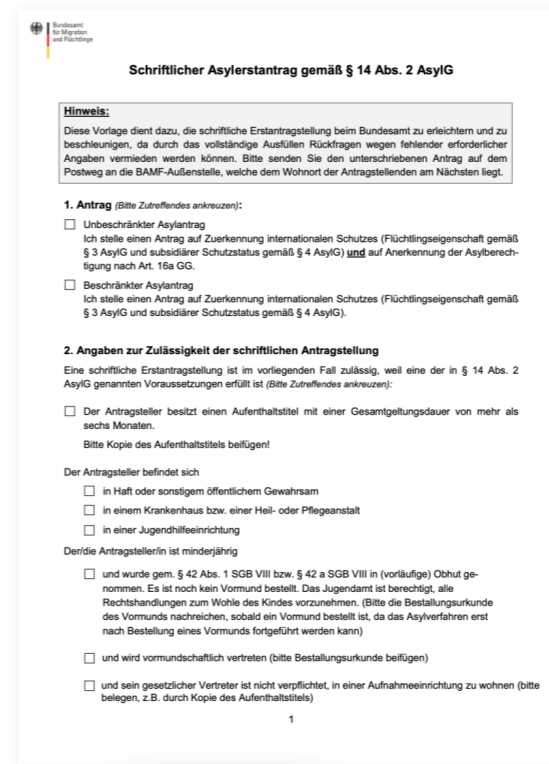 Bundesamt
für Migration
und Flüchtlinge
Schriftlicher Asylerstantrag gemäß § 14 Abs. 2 AsylG
Hinweis:
Diese Vorlage dient dazu, die schriftliche Erstantragstellung beim Bundesamt zu erleichtern und zu
beschleunigen, da durch das vollständige Ausfüllen Rückfragen wegen fehlender erforderlicher
Angaben vermieden werden können. Bitte senden Sie den unterschriebenen Antrag auf dem
Postweg an die BAMF-Außenstelle, welche dem Wohnort der Antragstellenden am Nächsten liegt.
1. Antrag (Bitte Zutreffendes ankreuzen):
Unbeschränkter Asylantrag
Ich stelle einen Antrag auf Zuerkennung internationalen Schutzes (Flüchtlingseigenschaft gemäß
§ 3 AsylG und subsidiärer Schutzstatus gemäß § 4 AsylG) und auf Anerkennung der Asylberech-
tigung nach Art. 16a GG.
Beschränkter Asylantrag
Ich stelle einen Antrag auf Zuerkennung internationalen Schutzes (Flüchtlingseigenschaft gemäß
§ 3 AsylG und subsidiärer Schutzstatus gemäß § 4 AsylG).
2. Angaben zur Zulässigkeit der schriftlichen Antragstellung
Eine schriftliche Erstantragstellung ist im vorliegenden Fall zulässig, weil eine der in § 14 Abs. 2
AsylG genannten Voraussetzungen erfüllt ist (Bitte Zutreffendes ankreuzen):
Der Antragsteller besitzt einen Aufenthaltstitel mit einer Gesamtgeltungsdauer von mehr als
sechs Monaten.
Bitte Kopie des Aufenthaltstitels beifügen!
Der Antragsteller befindet sich
in Haft oder sonstigem öffentlichem Gewahrsam
in einem Krankenhaus bzw. einer Heil- oder Pflegeanstalt
in einer Jugendhilfeeinrichtung
Der/die Antragsteller/in ist minderjährig
und wurde gem. § 42 Abs. 1 SGB VIII bzw. § 42 a SGB VIII in (vorläufige) Obhut ge-
nommen. Es ist noch kein Vormund bestellt. Das Jugendamt ist berechtigt, alle
Rechtshandlungen zum Wohle des Kindes vorzunehmen. (Bitte die Bestallungsurkunde
des Vormunds nachreichen, sobald ein Vormund bestellt ist, da das Asylverfahren erst
nach Bestellung eines Vormunds fortgeführt werden kann)
und wird vormundschaftlich vertreten (bitte Bestallungsurkunde beifügen)
und sein gesetzlicher Vertreter ist nicht verpflichtet, in einer Aufnahmeeinrichtung zu wohnen (bitte
belegen, z.B. durch Kopie des Aufenthaltstitels)
1